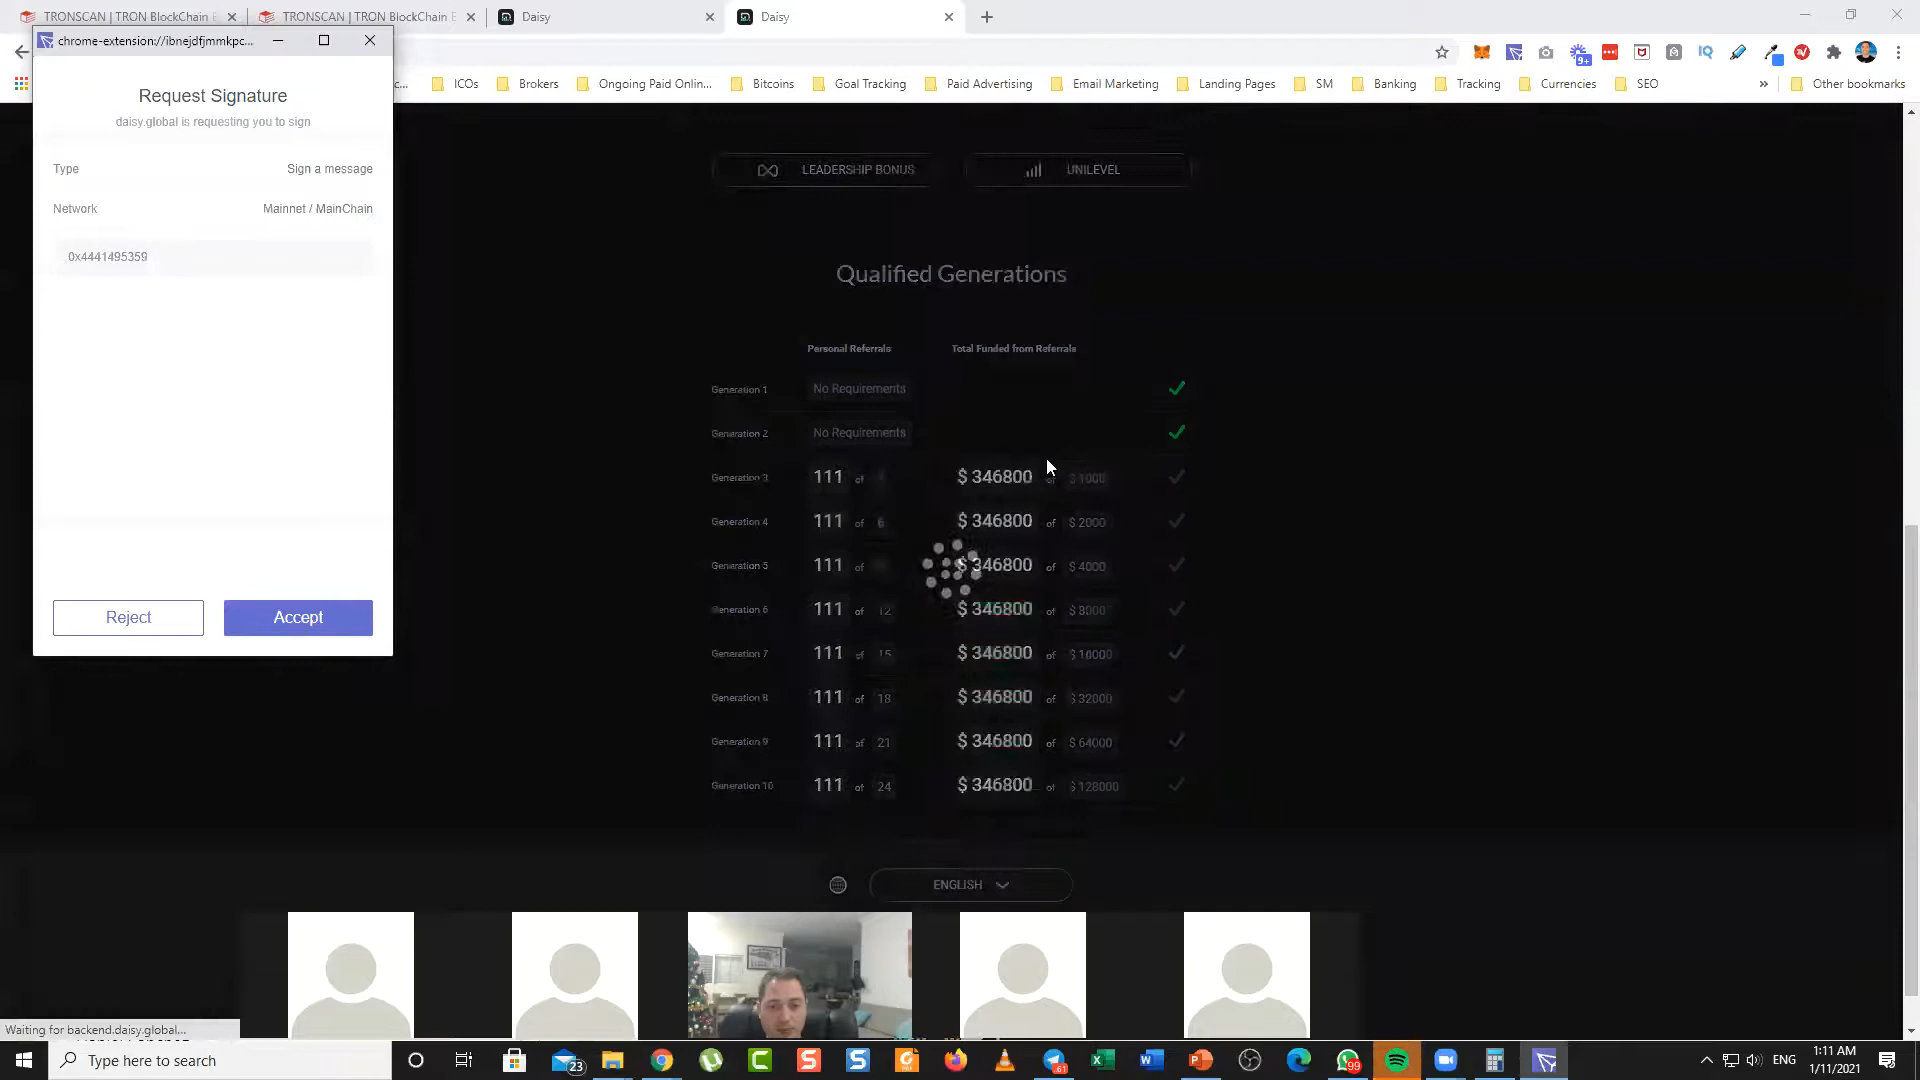 TRONSCAN | TRON BlockChain E
TRONSCAN | TRON BlockChain E
Daisy
Daisy
chrome-extension://ibnejdfjmmkpc...
9+
c...
ICOs
Brokers
Ongoing Paid Onlin...
Bitcoins
Goal Tracking
Paid Advertising
Email Marketing
Landing Pages
SM
Banking
Tracking
Currencies
SEO
»
Other bookmarks
Request Signature
daisy.global is requesting you to sign
Type
Sign a message
Network
Mainnet / MainChain
0x4441495359
Reject
Accept
LEADERSHIP BONUS
UNILEVEL
Qualified Generations
Personal Referrals
Total Funded from Referrals
Generation 1 No Requirements
Generation 2 No Requirements
Generation 3 111 of $ 346800 of $ 1000
Generation 4 111 of 6 $ 346800 of $ 2000
Generation 5 111 of $ 346800 of $ 4000
Generation 6 111 of 12 $ 346800 of
Generation 7 111 of 15 $ 346800 of
Generation 8 111 of 18 $ 346800 of $ 32000
Generation 9 111 of 21 $ 346800 of $ 64000
Generation 10 111 of 24 $ 346800 of $ 128000
ENGLISH
Waiting for backend.daisy.global...
Type here to search
23
61
99
ENG
1:11 AM
1/11/2021